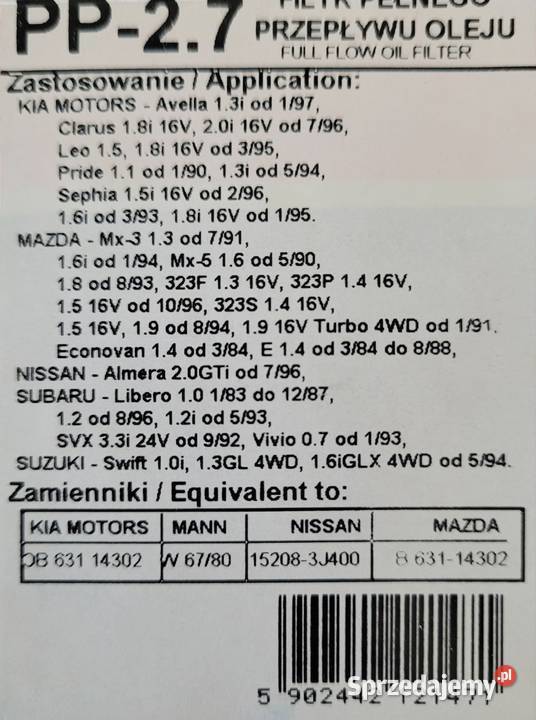 PP-2.7
FILTR PEŁNEGO
PRZEPŁYWU OLEJU
FULL FLOW OIL FILTER
Zastosowanie / Application:
KIA MOTORS - Avella 1.3i od 1/97,
Clarus 1.8i 16V, 2.0i 16V od 7/96,
Leo 1.5, 1.8i 16V od 3/95,
Pride 1.1 od 1/90, 1.3i od 5/94,
Sephia 1.5i 16V od 2/96,
1.6i od 3/93, 1.8i 16V od 1/95.
MAZDA - Mx-3 1.3 od 7/91,
1.6i od 1/94, Mx-5 1.6 od 5/90,
1.8 od 8/93, 323F 1.3 16V, 323P 1.4 16V,
1.5 16V od 10/96, 323S 1.4 16V,
1.5 16V, 1.9 od 8/94, 1.9 16V Turbo 4WD od 1/91.
Econovan 1.4 od 3/84, E 1.4 od 3/84 do 8/88,
NISSAN - Almera 2.0GTi od 7/96,
SUBARU - Libero 1.0 1/83 do 12/87,
1.2 od 8/96, 1.2i od 5/93,
SVX 3.3i 24V od 9/92, Vivio 0.7 od 1/93,
SUZUKI - Swift 1.0i, 1.3GL 4WD, 1.6iGLX 4WD od 5/94.
Zamienniki / Equivalent to:
KIA MOTORS MANN NISSAN MAZDA
OB 631 14302 W 67/80 15208-3J400 B 631-14302
Sprzedajemy.pl
5